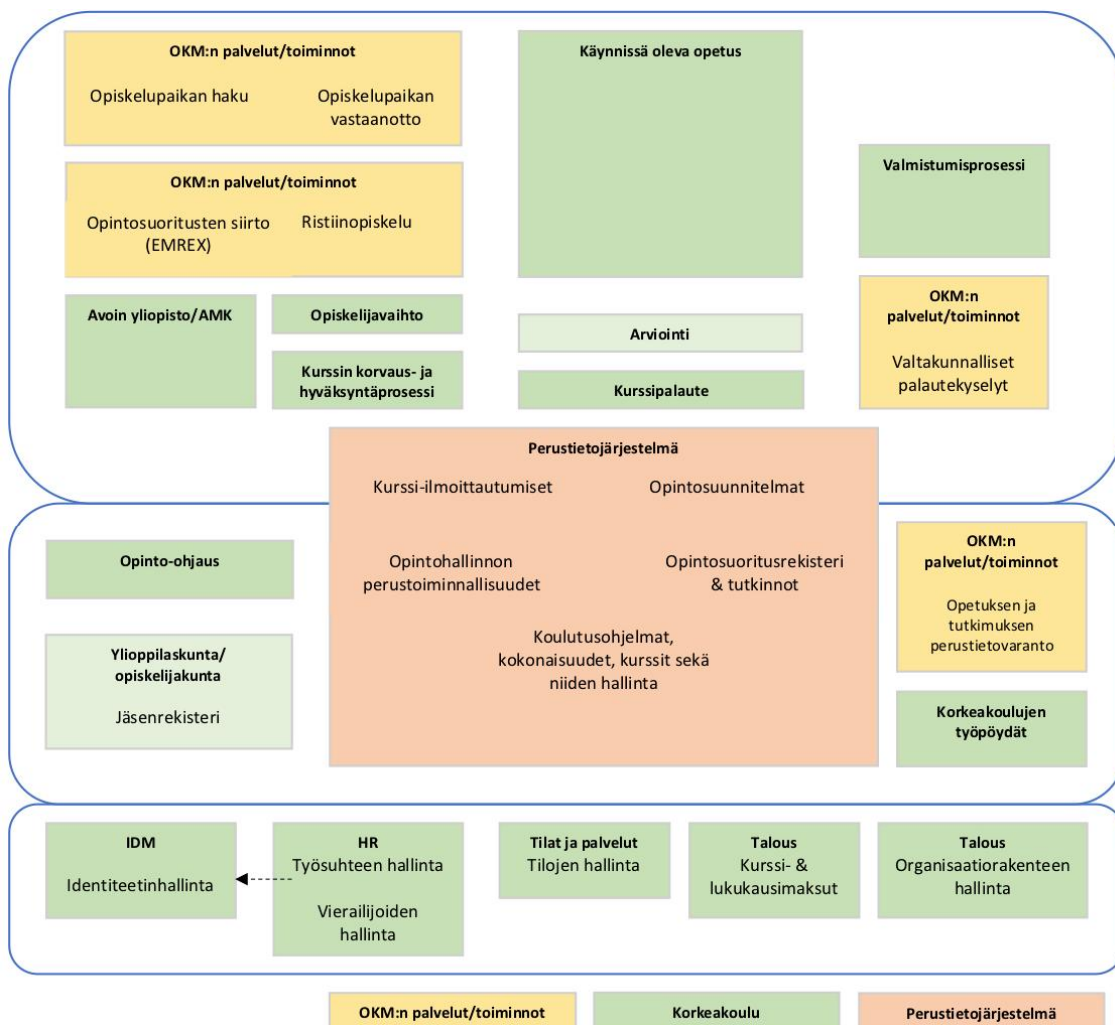 OKM:n palvelut/toiminnot
Opiskelupaikan haku
Opiskelupaikan
vastaanotto
OKM:n palvelut/toiminnot
Opintosuoritusten siirto
(EMREX)
Ristiinopiskelu
Avoin yliopisto/AMK
Opiskelijavaihto
Kurssin korvaus- ja
hyväksyntäprosessi
Käynnissä oleva opetus
Arviointi
Kurssipalaute
Valmistumisprosessi
OKM:n
palvelut/toiminnot
Valtakunnalliset
palautekyselyt
Perustietojärjestelmä
Kurssi-ilmoittautumiset
Opintosuunnitelmat
Opintohallinnon
perustoiminnallisuudet
Opintosuoritusrekisteri
& tutkinnot
Koulutusohjelmat,
kokonaisuudet, kurssit sekä
niiden hallinta
Opinto-ohjaus
Ylioppilaskunta/
opiskelijakunta
Jäsenrekisteri
OKM:n
palvelut/toiminnot
Opetuksen ja
tutkimuksen
perustietovaranto
Korkeakoulujen
työpöydät
IDM
Identiteetinhallinta
HR
Työsuhteen hallinta
Vierailijoiden
hallinta
Tilat ja palvelut
Tilojen hallinta
Talous
Kurssi- &
lukukausimaksut
Talous
Organisaatiorakenteen
hallinta
OKM:n palvelut/toiminnot
Korkeakoulu
Perustietojärjestelmä